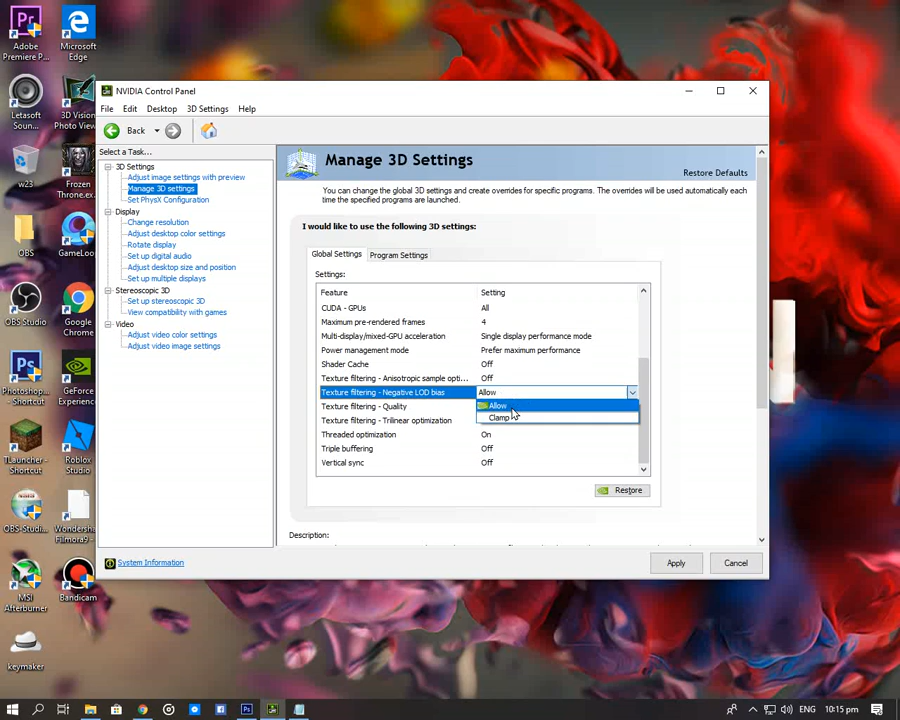 Adobe
Premiere P...
Microsoft
Edge
Letasoft
Soun...
3D Vision
Photo View...
w23
Frozen
Throne.ex...
OBS
GameLoop
OBS Studio
Google
Chrome
Photoshop...
- Shortcut
GeForce
Experience
TLauncher -
Shortcut
Roblox
Studio
OBS-Studi...
Wondersha
Filmora9 -
MSI
Afterburner
Bandicam
keymaker
NVIDIA Control Panel
File Edit Desktop 3D Settings Help
Back
Select a Task...
3D Settings
Adjust image settings with preview
Manage 3D settings
Set PhysX Configuration
Display
Change resolution
Adjust desktop color settings
Rotate display
Set up digital audio
Adjust desktop size and position
Set up multiple displays
Stereoscopic 3D
Set up stereoscopic 3D
View compatibility with games
Video
Adjust video color settings
Adjust video image settings
System Information
Manage 3D Settings
Restore Defaults
You can change the global 3D settings and create overrides for specific programs. The overrides will be used automatically each
time the specified programs are launched.
I would like to use the following 3D settings:
Global Settings Program Settings
Settings:
Feature Setting
CUDA - GPUs All
Maximum pre-rendered frames 4
Multi-display/mixed-GPU acceleration Single display performance mode
Power management mode Prefer maximum performance
Shader Cache Off
Texture filtering - Anisotropic sample opti... Off
Texture filtering - Negative LOD bias Allow
Texture filtering - Quality Allow
Texture filtering - Trilinear optimization Clamp
Threaded optimization On
Triple buffering Off
Vertical sync Off
Restore
Description:
Apply Cancel
Pr
Ps
ENG 10:15 pm